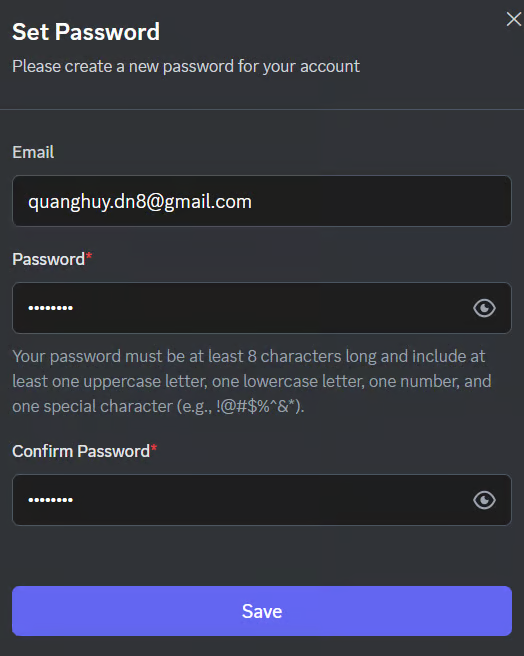 Set Password
Please create a new password for your account
Email
quanghuy.dn8@gmail.com
Password*
••••••••
Your password must be at least 8 characters long and include at
least one uppercase letter, one lowercase letter, one number, and
one special character (e.g., !@#$%^&*).
Confirm Password*
••••••••
Save